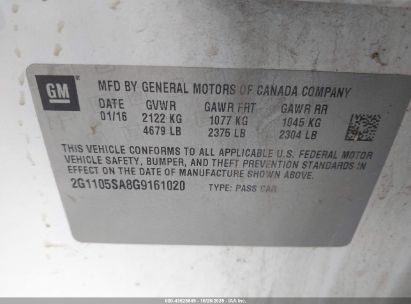 GM
MFD BY GENERAL MOTORS OF CANADA COMPANY
DATE GVWR GAWR FRT GAWR RR
01/16 2122 KG 1077 KG 1045 KG
4679 LB 2375 LB 2304 LB
THIS VEHICLE CONFORMS TO ALL APPLICABLE U.S. FEDERAL MOTOR
VEHICLE SAFETY, BUMPER, AND THEFT PREVENTION STANDARDS IN
EFFECT ON THE DATE OF MANUFACTURE SHOWN ABOVE.
2G1105SA8G9161020 TYPE: PASS CAR